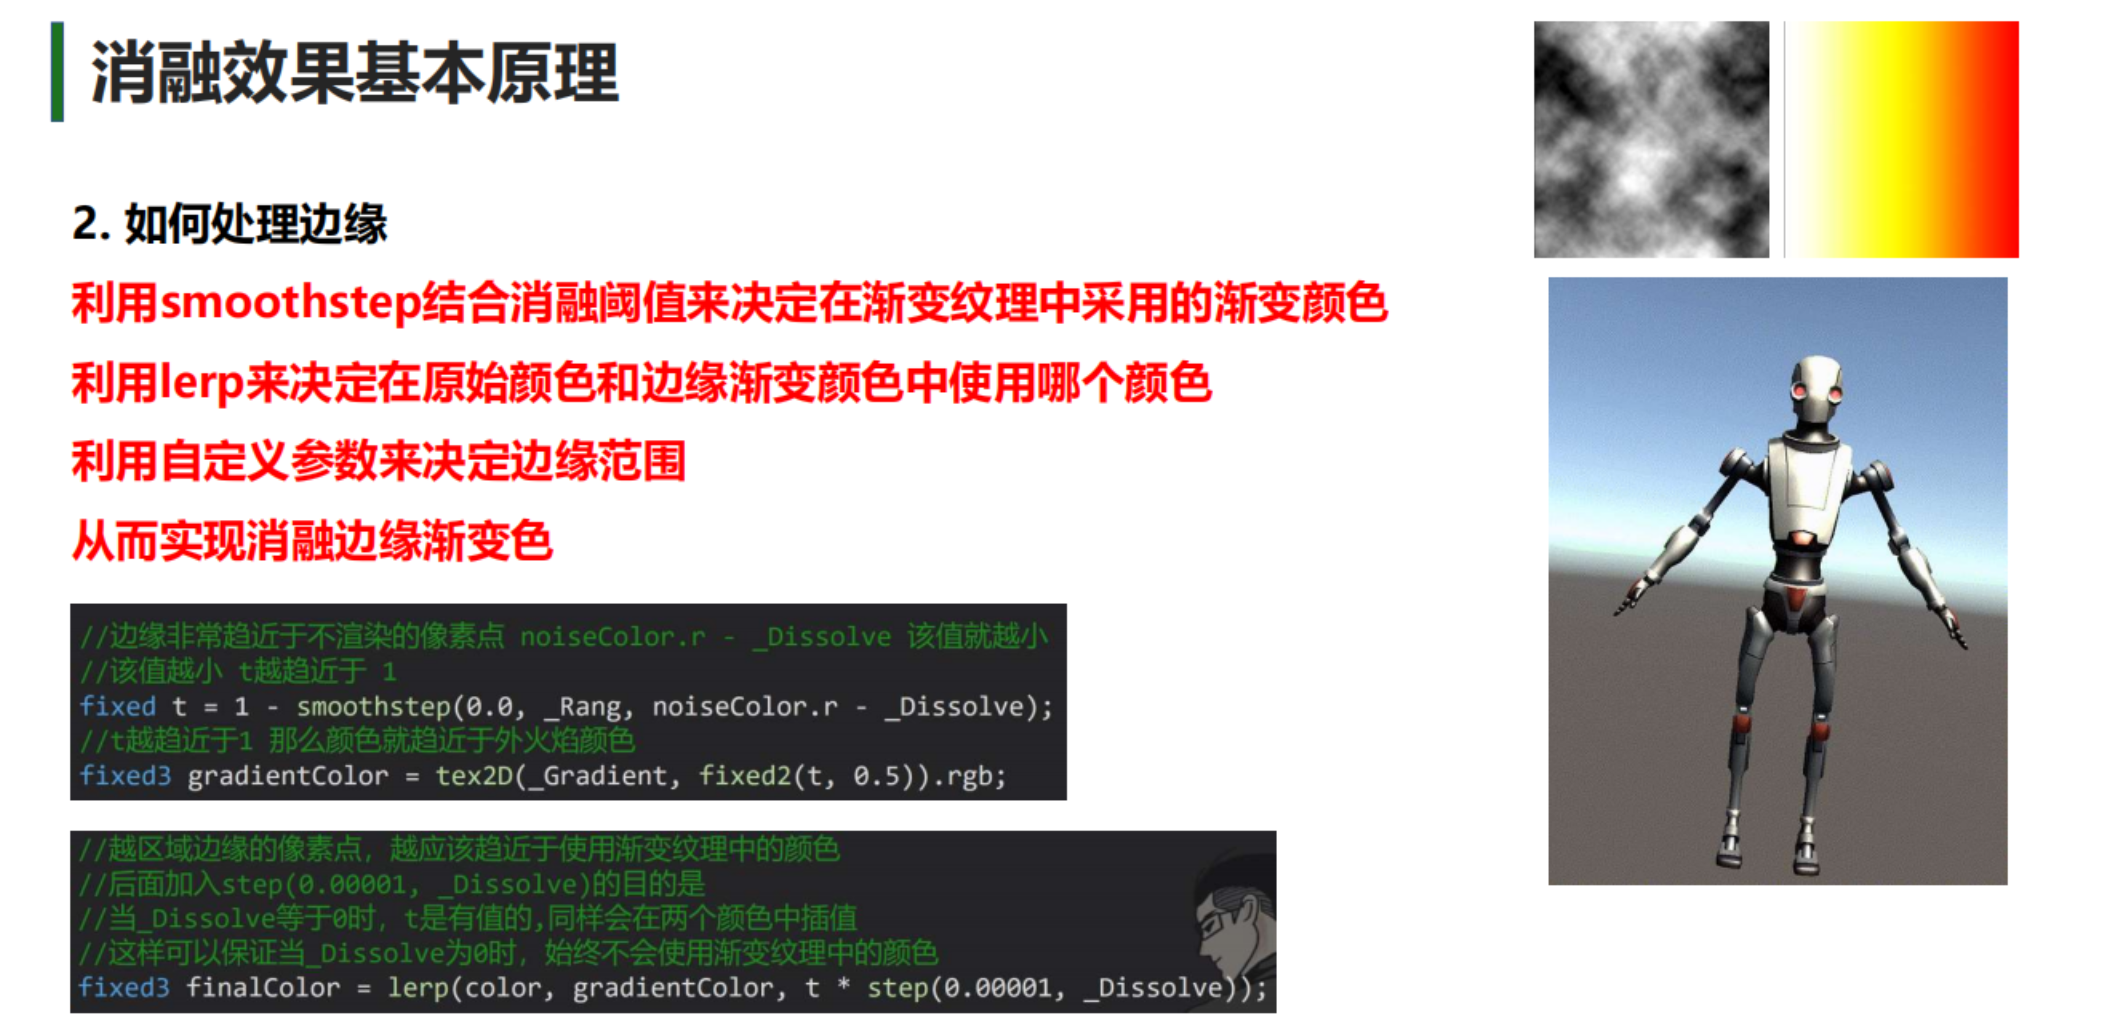 消融效果基本原理
2. 如何处理边缘
利用smoothstep结合消融阈值来决定在渐变纹理中采用的渐变颜色
利用lerp来决定在原始颜色和边缘渐变颜色中使用哪个颜色
利用自定义参数来决定边缘范围
从而实现消融边缘渐变色
//边缘非常趋近于不渲染的像素点 noiseColor.r - _Dissolve 该值就越小
//该值越小 t越趋近于 1
fixed t = 1 - smoothstep(0.0, _Rang, noiseColor.r - _Dissolve);
//t越趋近于1 那么颜色就趋近于外火焰颜色
fixed3 gradientColor = tex2D(_Gradient, fixed2(t, 0.5)).rgb;
//越区域边缘的像素点，越应该趋近于使用渐变纹理中的颜色
//后面加入step(0.00001, _Dissolve)的目的是
//当_Dissolve等于0时，t是有值的,同样会在两个颜色中插值
//这样可以保证当_Dissolve为0时，始终不会使用渐变纹理中的颜色
fixed3 finalColor = lerp(color, gradientColor, t * step(0.00001, _Dissolve));